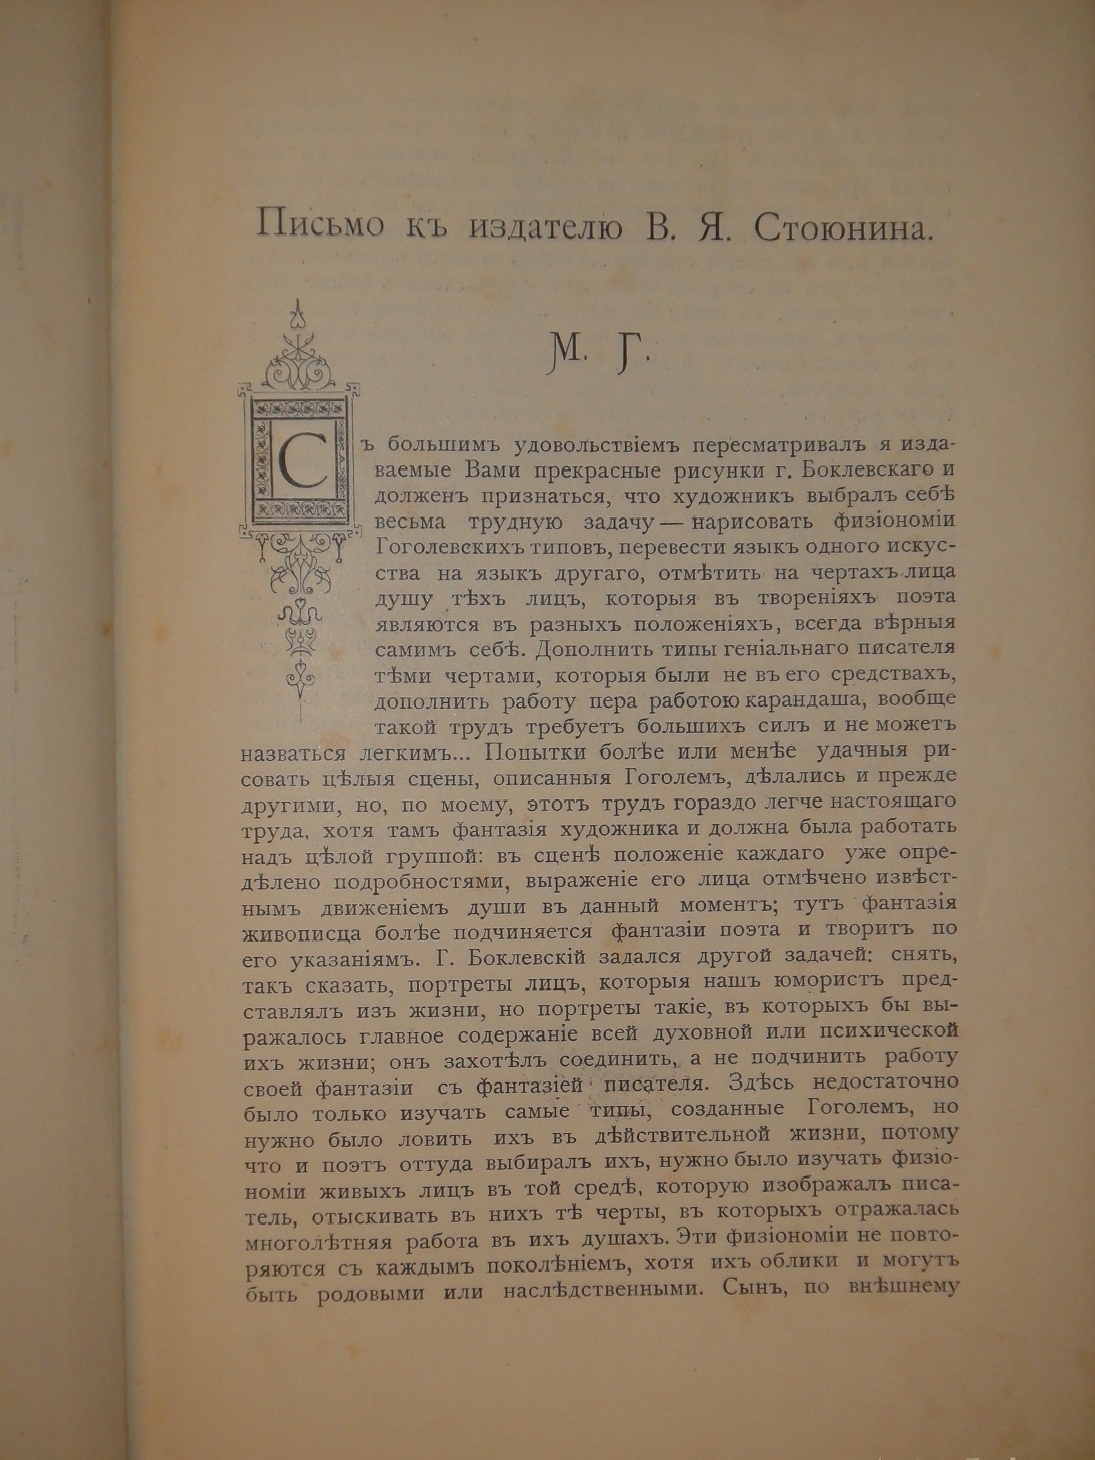 Письмо къ издателю В. Я. Стоюнина.
М. Г.
Съ большимъ удовольствіемъ пересматривалъ я изда-
ваемые Вами прекрасные рисунки г. Боклевскаго и
долженъ признаться, что художникъ выбралъ себѣ
весьма трудную задачу — нарисовать физіономіи
Гоголевскихъ типовъ, перевести языкъ одного искус-
ства на языкъ другаго, отмѣтить на чертахъ лица
душу тѣхъ лицъ, которыя въ твореніяхъ поэта
являются въ разныхъ положеніяхъ, всегда вѣрныя
самимъ себѣ. Дополнить типы геніальнаго писателя
тѣми чертами, которыя были не въ его средствахъ,
дополнить работу пера работою карандаша, вообще
такой трудъ требуетъ большихъ силъ и не можетъ
назваться легкимъ... Попытки болѣе или менѣе удачныя ри-
совать цѣлыя сцены, описанныя Гоголемъ, дѣлались и прежде
другими, но, по моему, этотъ трудъ гораздо легче настоящаго
труда, хотя тамъ фантазія художника и должна была работать
надъ цѣлой группой: въ сценѣ положеніе каждаго уже опре-
дѣлено подробностями, выраженіе его лица отмѣчено извѣст-
нымъ движеніемъ души въ данный моментъ; тутъ фантазія
живописца болѣе подчиняется фантазіи поэта и творитъ по
его указаніямъ. Г. Боклевскій задался другой задачей: снять,
такъ сказать, портреты лицъ, которыя нашъ юмористъ пред-
ставлялъ изъ жизни, но портреты такіе, въ которыхъ бы вы-
ражалось главное содержаніе всей духовной или психической
ихъ жизни; онъ захотѣлъ соединить, а не подчинить работу
своей фантазіи съ фантазіей писателя. Здѣсь недостаточно
было только изучать самые типы, созданные Гоголемъ, но
нужно было ловить ихъ въ дѣйствительной жизни, потому
что и поэтъ оттуда выбиралъ ихъ, нужно было изучать физіо-
номіи живыхъ лицъ въ той средѣ, которую изображалъ писа-
тель, отыскивать въ нихъ тѣ черты, въ которыхъ отражалась
многолѣтняя работа въ ихъ душахъ. Эти физіономіи не повто-
ряются съ каждымъ поколѣніемъ, хотя ихъ облики и могутъ
быть родовыми или наслѣдственными. Сынъ, по внѣшнему